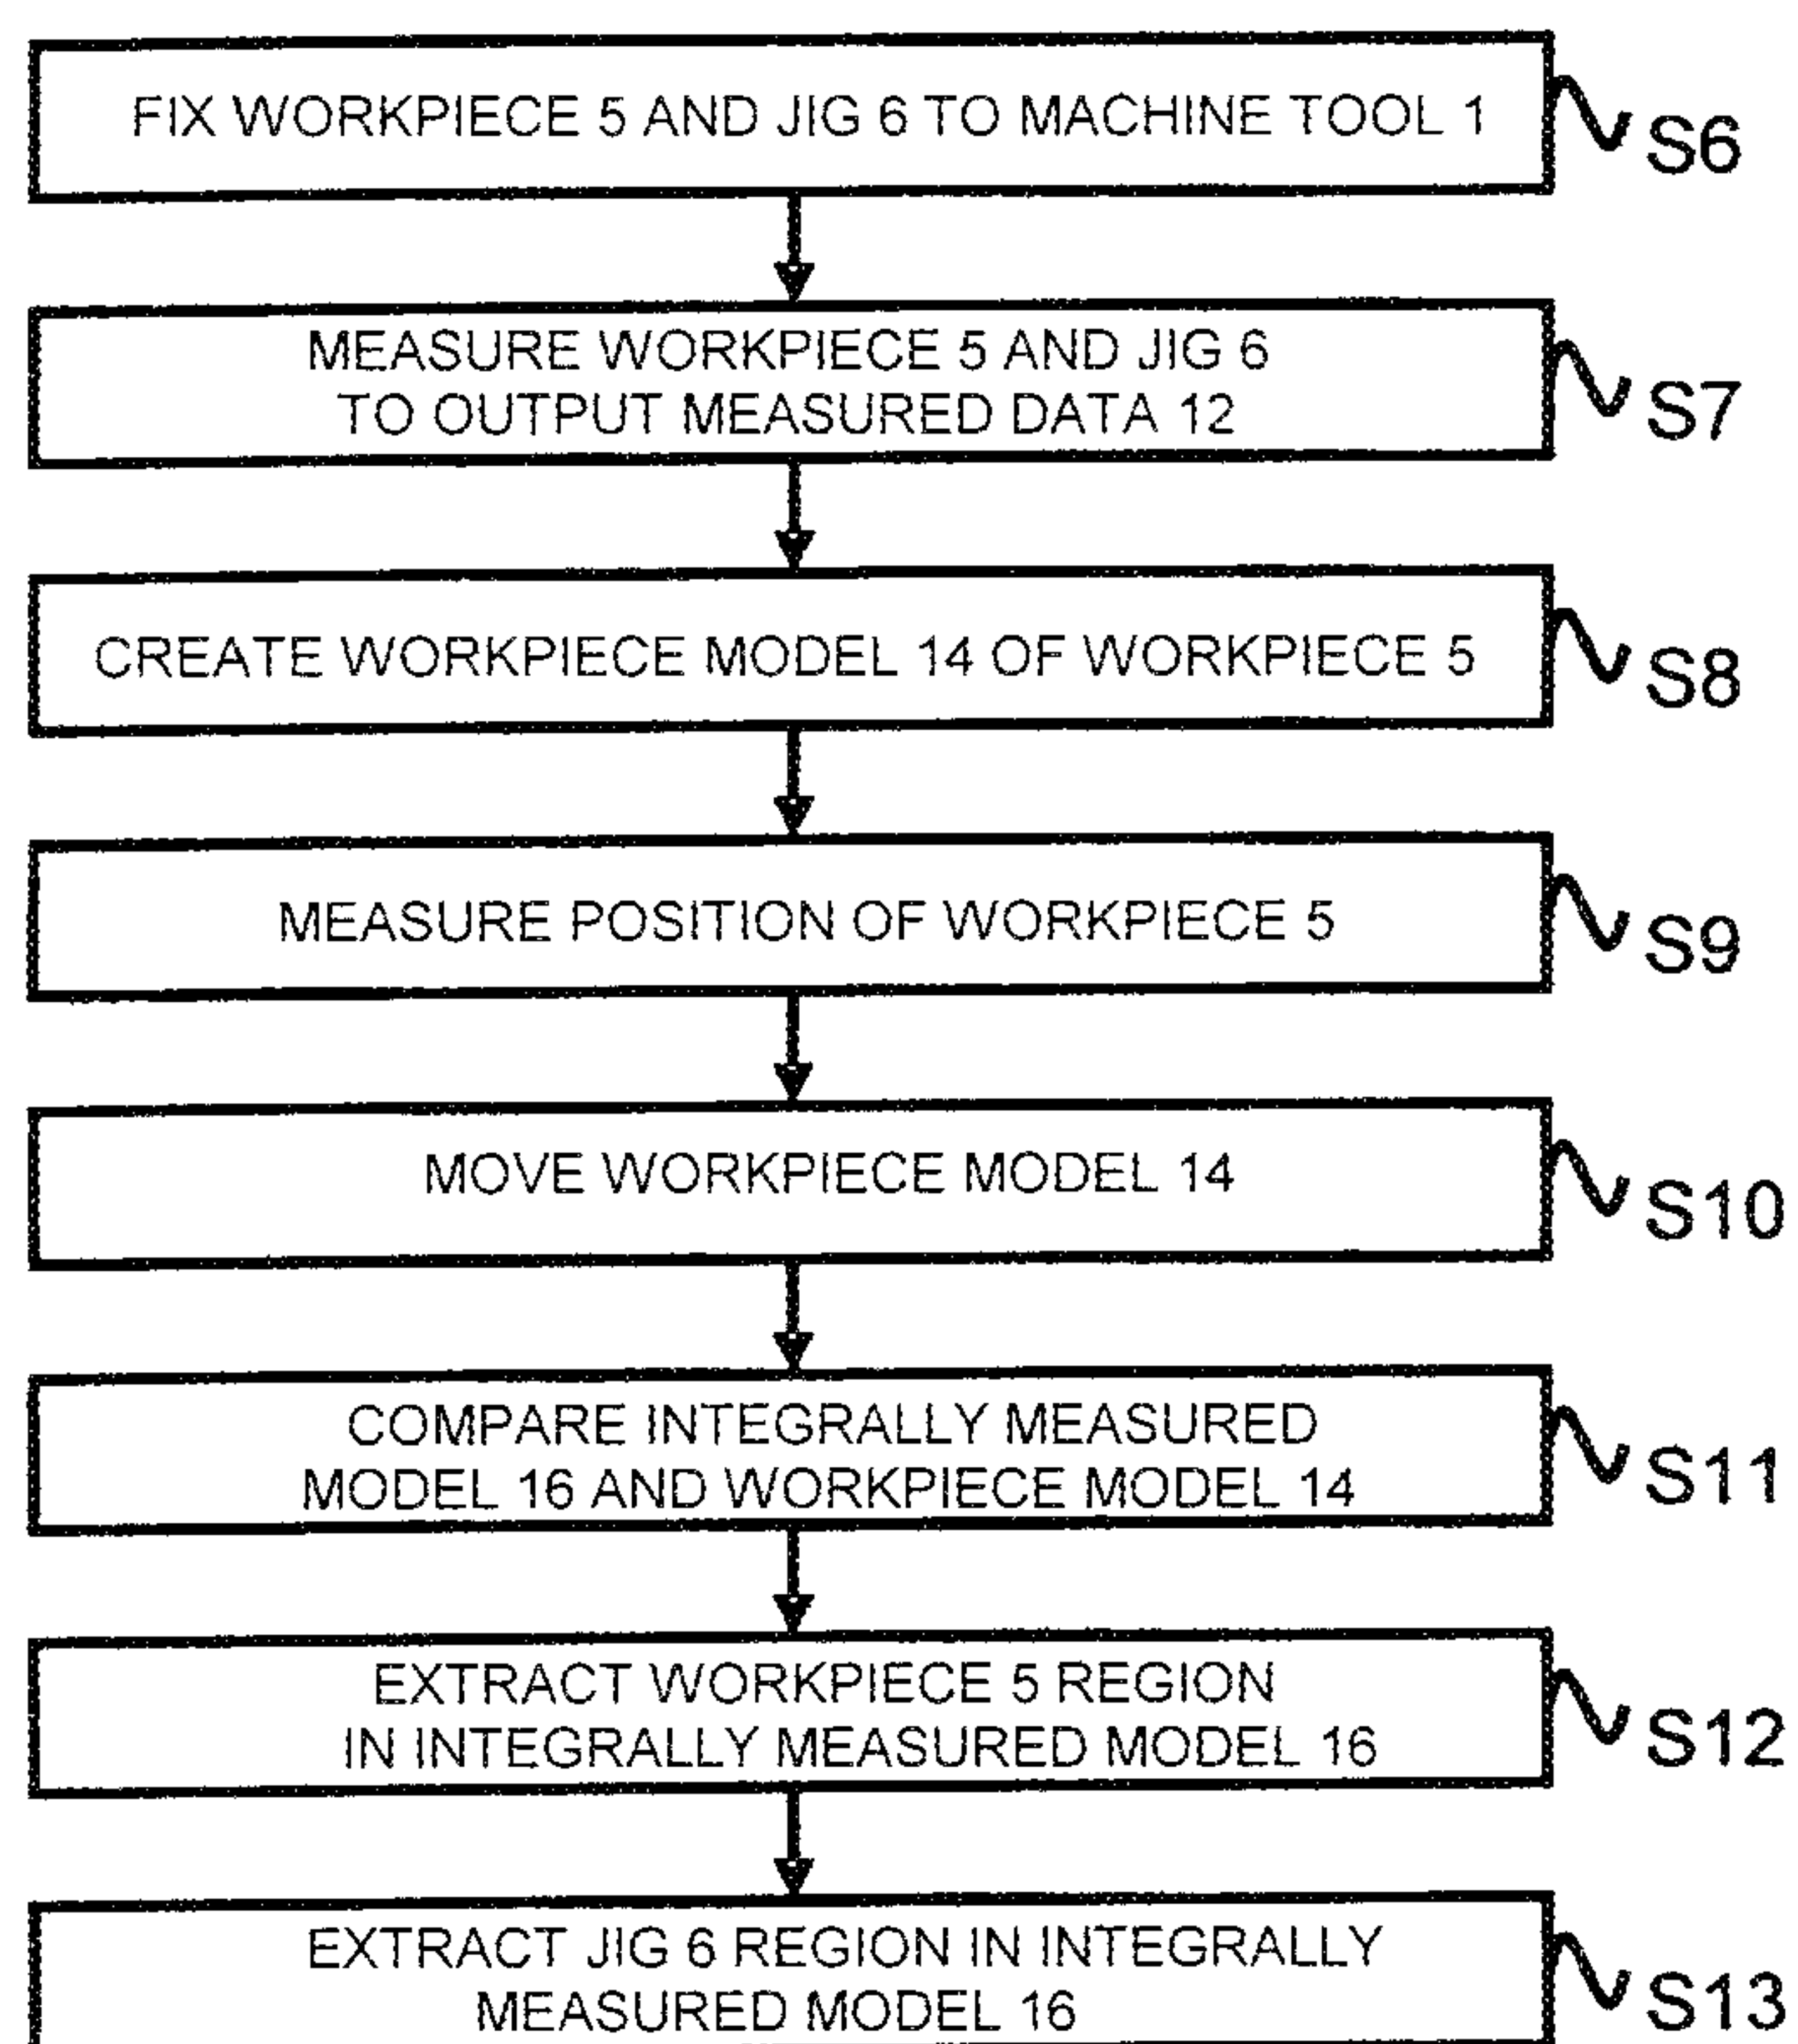 FIX WORKPIECE 5 AND JIG 6 TO MACHINE TOOL 1
S6
MEASURE WORKPIECE 5 AND JIG 6
TO OUTPUT MEASURED DATA 12
S7
CREATE WORKPIECE MODEL 14 OF WORKPIECE 5
S8
MEASURE POSITION OF WORKPIECE 5
S9
MOVE WORKPIECE MODEL 14
S10
COMPARE INTEGRALLY MEASURED
MODEL 16 AND WORKPIECE MODEL 14
S11
EXTRACT WORKPIECE 5 REGION
IN INTEGRALLY MEASURED MODEL 16
S12
EXTRACT JIG 6 REGION IN INTEGRALLY
MEASURED MODEL 16
S13